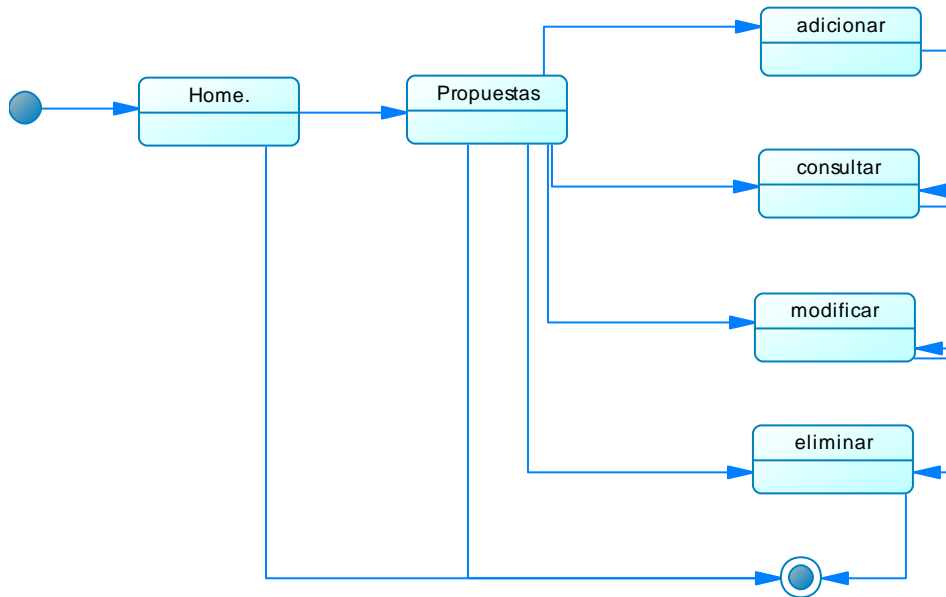 adicionar
Home.
Propuestas
consultar
modificar
eliminar